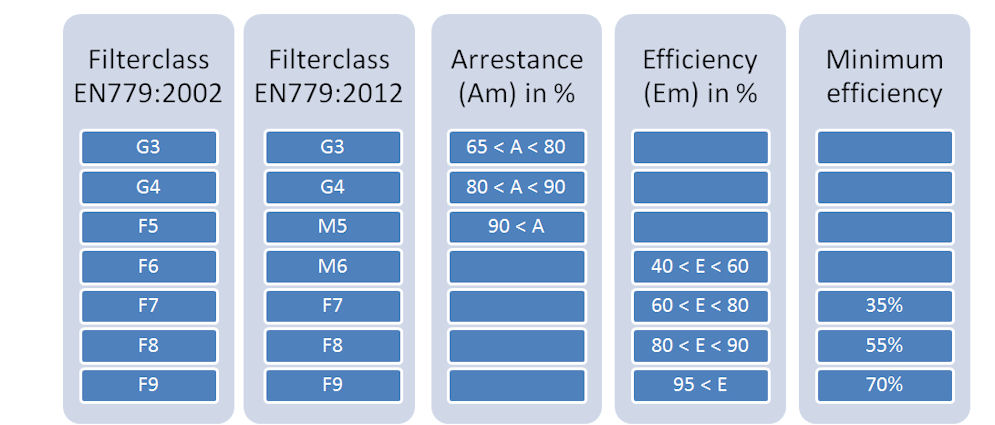 Filterclass
EN779:2002
Filterclass
EN779:2012
Arrestance
(Am) in %
Efficiency
(Em) in %
Minimum
efficiency
G3
G3
65 < A < 80
G4
G4
80 < A < 90
F5
M5
90 < A
F6
M6
40 < E < 60
F7
F7
60 < E < 80
35%
F8
F8
80 < E < 90
55%
F9
F9
95 < E
70%